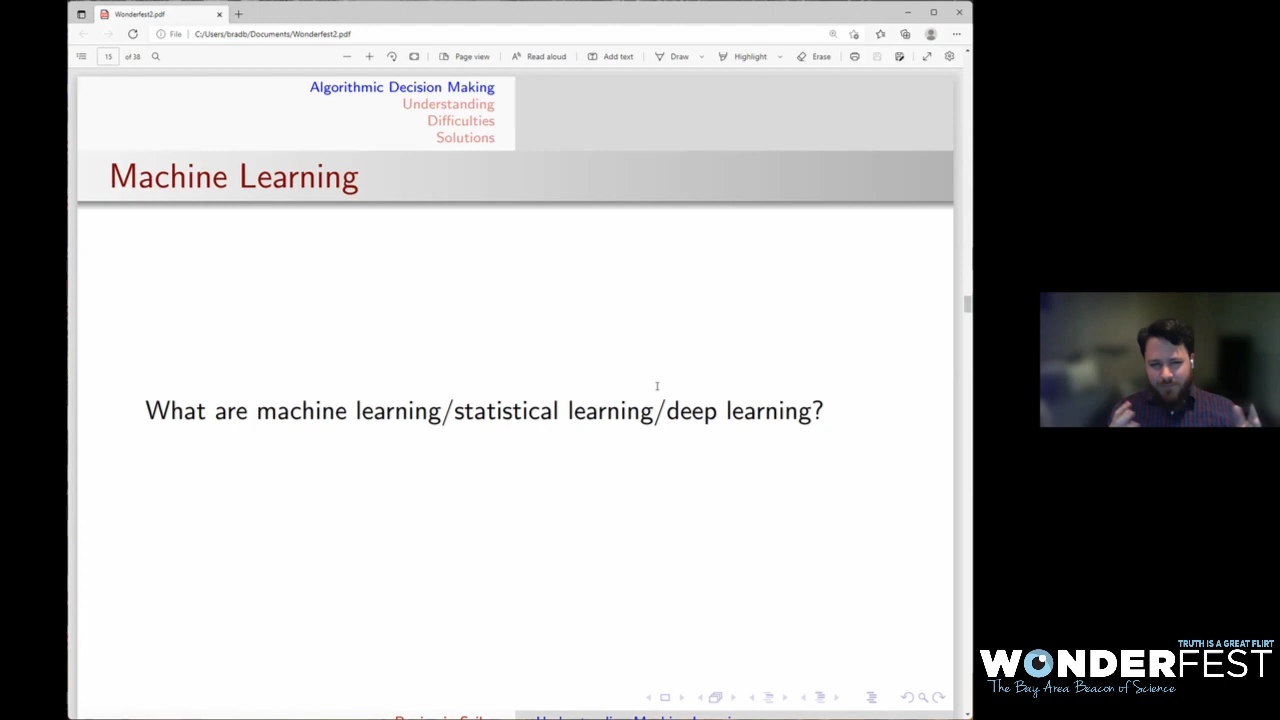 Wonderfest2.pdf
File
C:/Users/bradb/Documents/Wonderfest2.pdf
15
of 38
Page view
Read aloud
Add text
Draw
Highlight
Erase
Algorithmic Decision Making
Understanding
Difficulties
Solutions
Machine Learning
What are machine learning/statistical learning/deep learning?
TRUTH IS A GREAT FLIRT
WONDERFEST
The Bay Area Beacon of Science